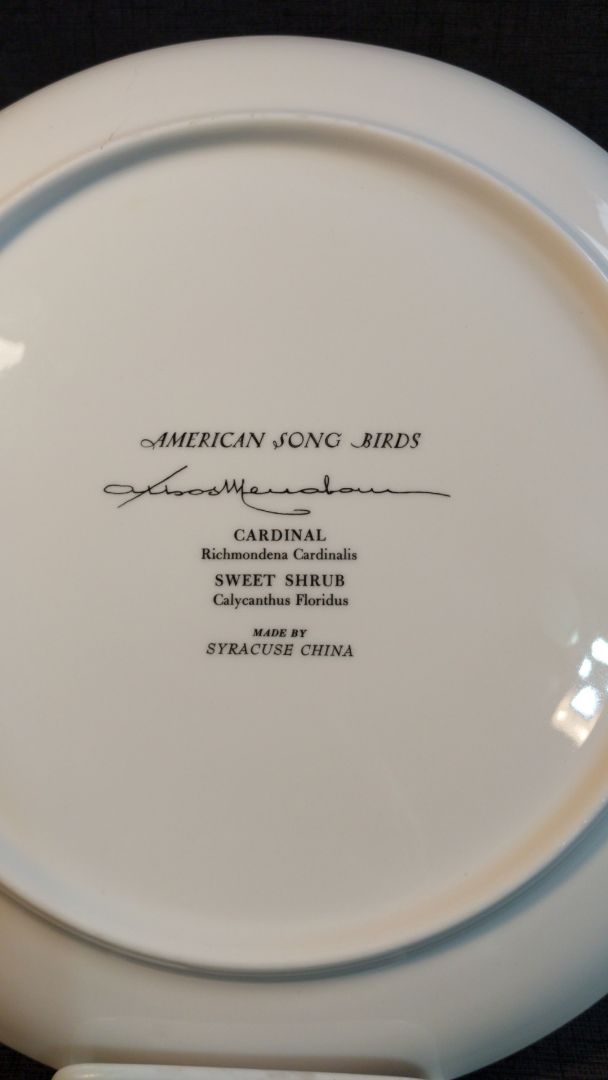 AMERICAN SONG BIRDS
CARDINAL
Richmondena Cardinalis
SWEET SHRUB
Calycanthus Floridus
MADE BY
SYRACUSE CHINA